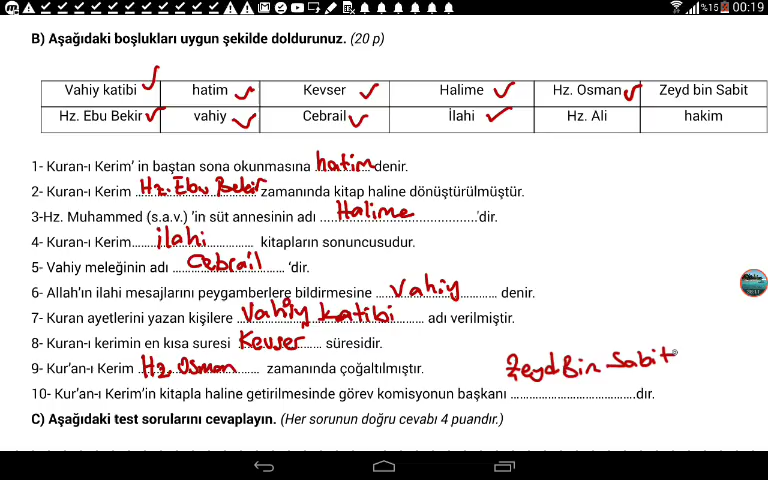 %15 00:19
B) Aşağıdaki boşlukları uygun şekilde doldurunuz. (20 p)
Vahiy katibi hatim Kevser Halime Hz. Osman Zeyd bin Sabit
Hz. Ebu Bekir vahiy Cebrail İlahi Hz. Ali hakim
1- Kuran-ı Kerim' in baştan sona okunmasına hatim denir.
2- Kuran-ı Kerim Hz. Ebu Bekir zamanında kitap haline dönüştürülmüştür.
3-Hz. Muhammed (s.a.v.) 'in süt annesinin adı ...Halime...'dir.
4- Kuran-ı Kerim...ilahi... kitapların sonuncusudur.
5- Vahiy meleğinin adı ...Cebrail... 'dir.
6- Allah'ın ilahi mesajlarını peygamberlere bildirmesine ...Vahiy... denir.
7- Kuran ayetlerini yazan kişilere Vahiy katibi... adı verilmiştir.
8- Kuran-ı kerimin en kısa suresi Kevser... süresidir.
9- Kur'an-ı Kerim Hz. Osman... zamanında çoğaltılmıştır.
Zeyd Bin Sabit
10- Kur'an-ı Kerim'in kitapla haline getirilmesinde görev komisyonun başkanı ...................................dır.
C) Aşağıdaki test sorularını cevaplayın. (Her sorunun doğru cevabı 4 puandır.)